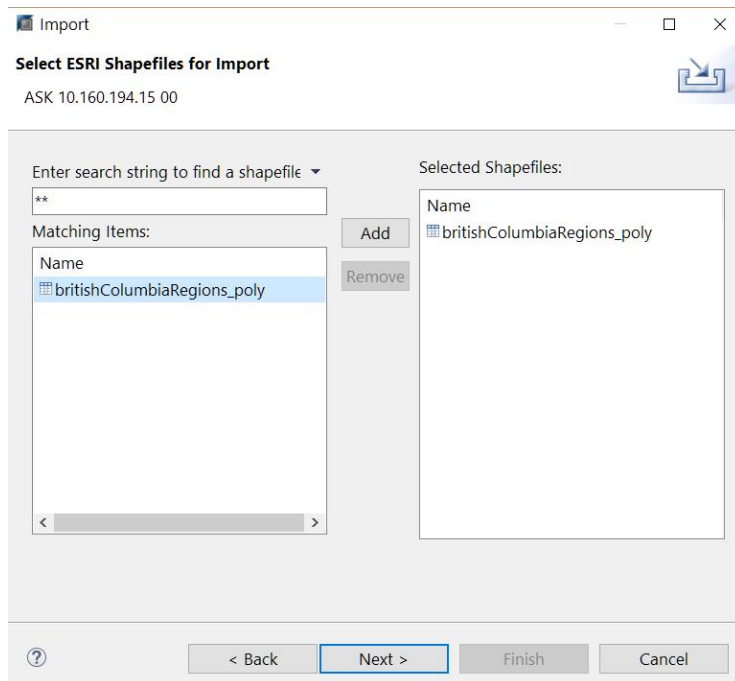 Import
Select ESRI Shapefiles for Import
ASK 10.160.194.15 00
Enter search string to find a shapefile
**
Matching Items:
Name
britishColumbiaRegions_poly
Add
Remove
Selected Shapefiles:
Name
britishColumbiaRegions_poly
?
< Back
Next >
Finish
Cancel